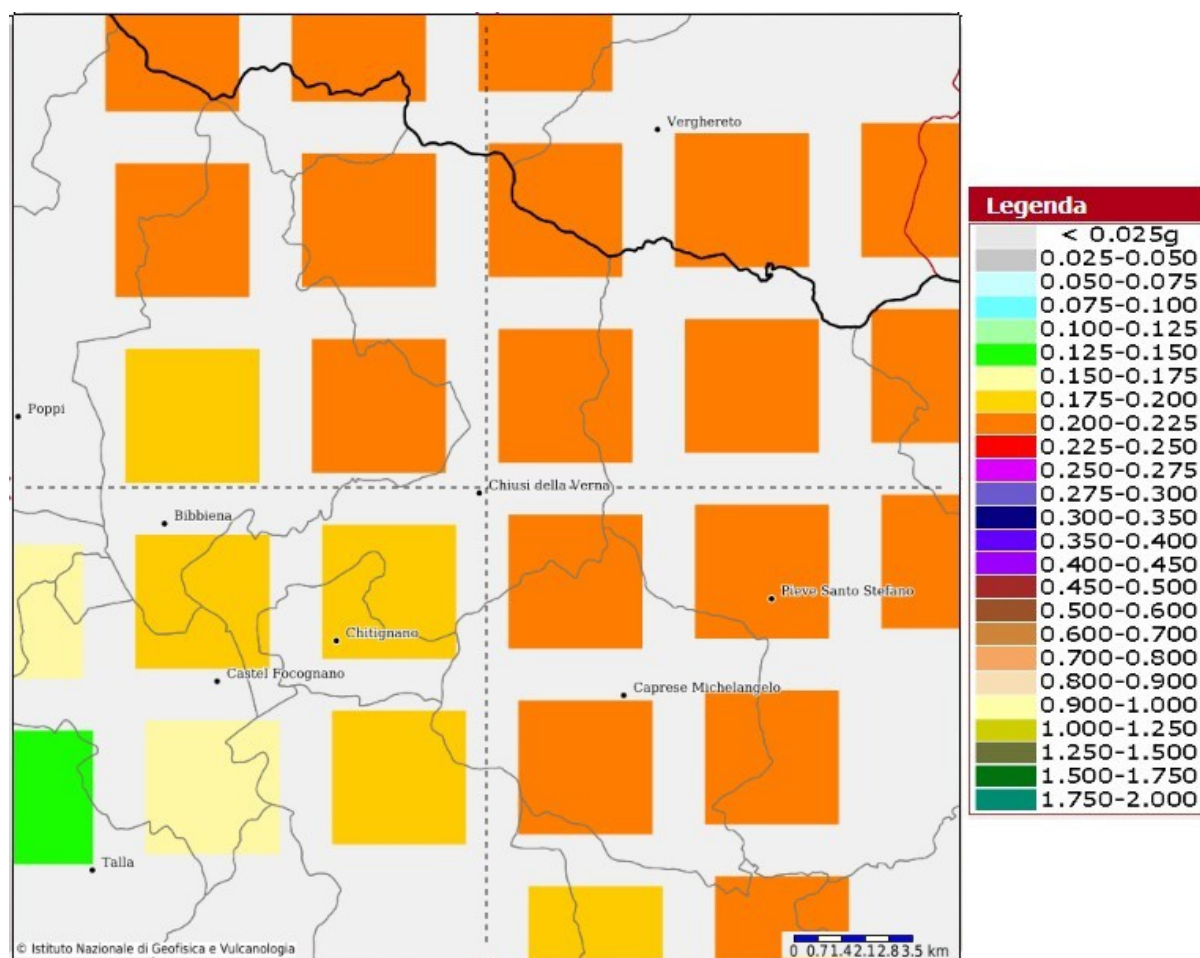 Verghereto
Poppi
Chiusi della Verna
Bibbiena
Pieve Santo Stefano
Chitignano
Castel Focognano
Caprese Michelangelo
Talla
© Istituto Nazionale di Geofisica e Vulcanologia
0 0.71.42.12.83.5 km
Legenda
< 0.025g
0.025-0.050
0.050-0.075
0.075-0.100
0.100-0.125
0.125-0.150
0.150-0.175
0.175-0.200
0.200-0.225
0.225-0.250
0.250-0.275
0.275-0.300
0.300-0.350
0.350-0.400
0.400-0.450
0.450-0.500
0.500-0.600
0.600-0.700
0.700-0.800
0.800-0.900
0.900-1.000
1.000-1.250
1.250-1.500
1.500-1.750
1.750-2.000